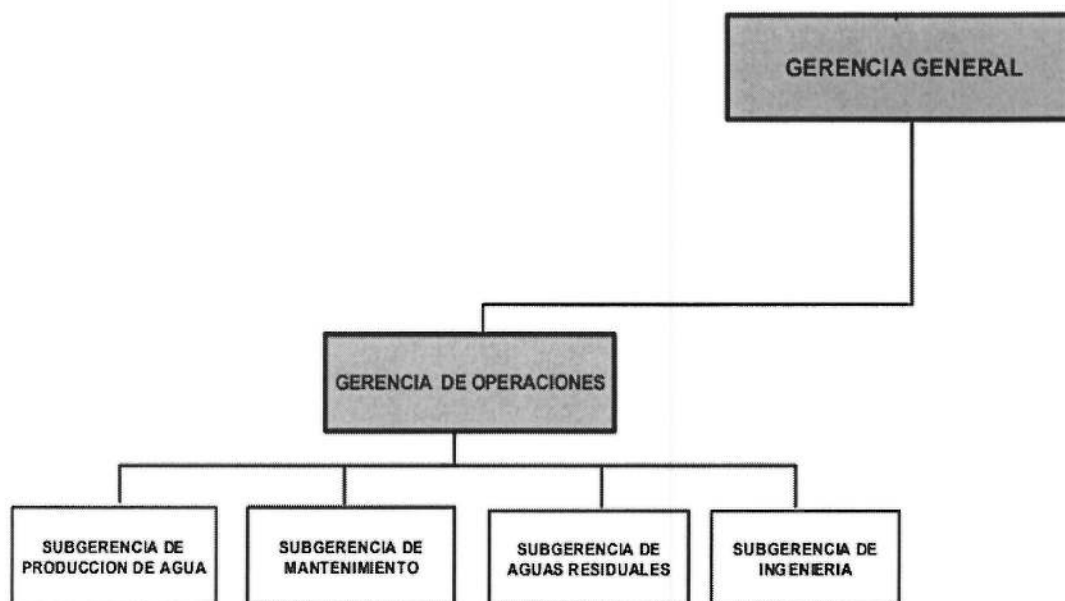 GERENCIA GENERAL
GERENCIA DE OPERACIONES
SUBGERENCIA DE
PRODUCCION DE AGUA
SUBGERENCIA DE
MANTENIMIENTO
SUBGERENCIA DE
AGUAS RESIDUALES
SUBGERENCIA DE
INGENIERIA